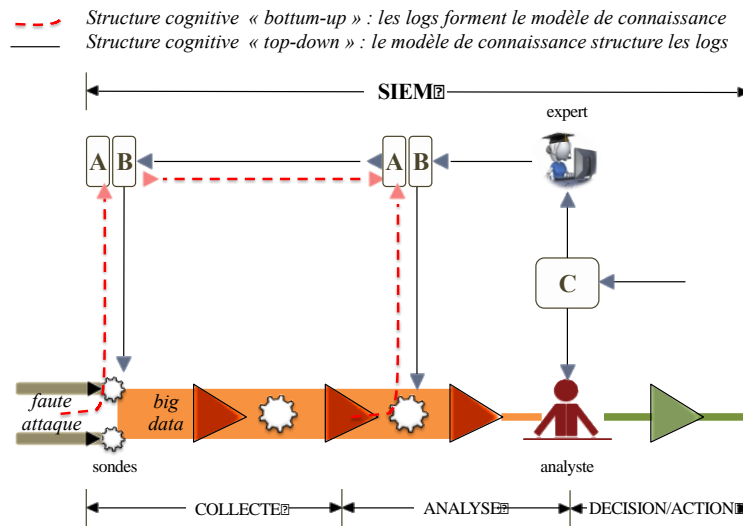 Structure cognitive « bottum-up » : les logs forment le modèle de connaissance
Structure cognitive « top-down » : le modèle de connaissance structure les logs
SIEM⍰
expert
A B
A B
C
faute
attaque
big
data
sondes
analyste
COLLECTE⍰
ANALYSE⍰
DECISION/ACTION⍰